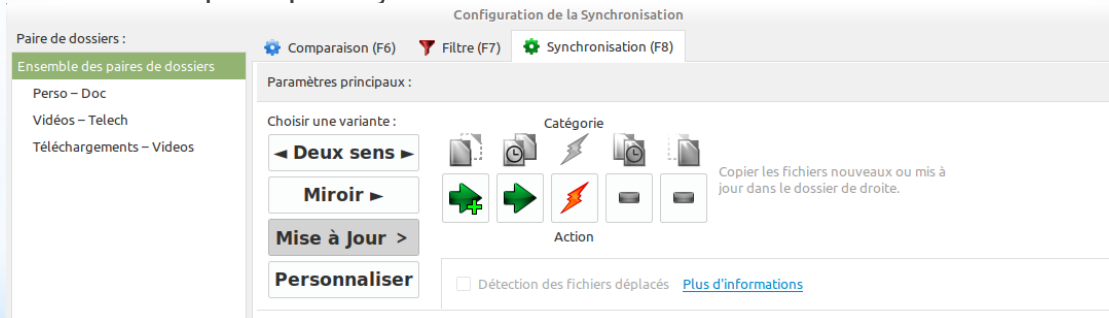 Configuration de la Synchronisation
Paire de dossiers :
Ensemble des paires de dossiers
Perso – Doc
Vidéos – Telech
Téléchargements – Videos
Comparaison (F6)
Filtre (F7)
Synchronisation (F8)
Paramètres principaux :
Choisir une variante :
◄ Deux sens ►
Miroir ►
Mise à Jour >
Personnaliser
Catégorie
Action
Copier les fichiers nouveaux ou mis à
jour dans le dossier de droite.
Détection des fichiers déplacés Plus d'informations